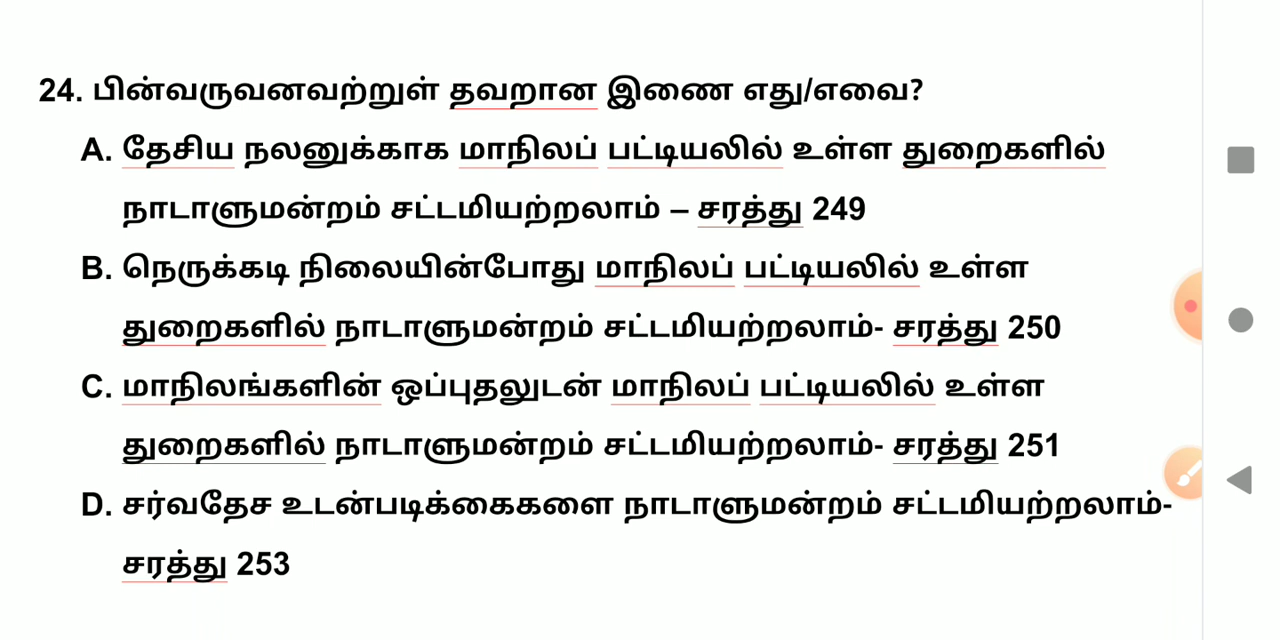 24. பின்வருவனவற்றுள் தவறான இணை எது/எவை?
A. தேசிய நலனுக்காக மாநிலப் பட்டியலில் உள்ள துறைகளில்
நாடாளுமன்றம் சட்டமியற்றலாம் – சரத்து 249
B. நெருக்கடி நிலையின்போது மாநிலப் பட்டியலில் உள்ள
துறைகளில் நாடாளுமன்றம் சட்டமியற்றலாம்- சரத்து 250
C. மாநிலங்களின் ஒப்புதலுடன் மாநிலப் பட்டியலில் உள்ள
துறைகளில் நாடாளுமன்றம் சட்டமியற்றலாம்- சரத்து 251
D. சர்வதேச உடன்படிக்கைகளை நாடாளுமன்றம் சட்டமியற்றலாம்-
சரத்து 253